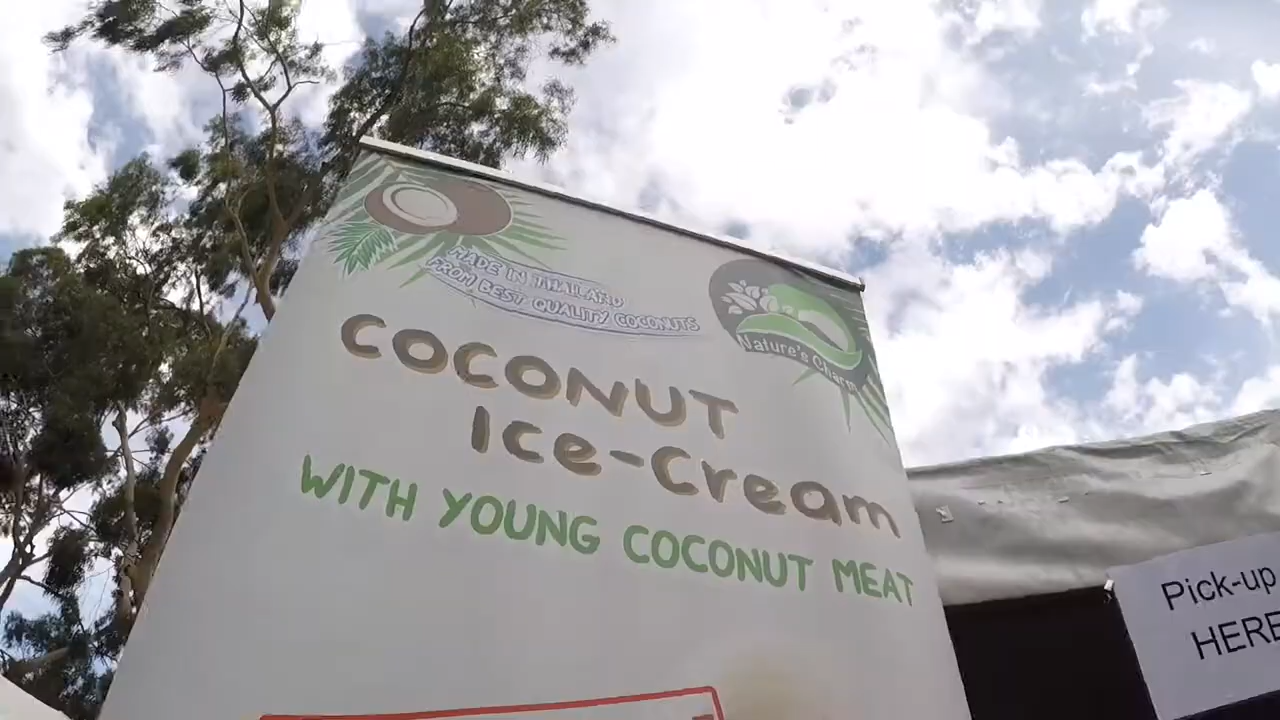 MADE IN THAILAND
FROM BEST QUALITY COCONUTS
Nature's Charm
COCONUT
Ice-Cream
WITH YOUNG COCONUT MEAT
Pick-up
HERE